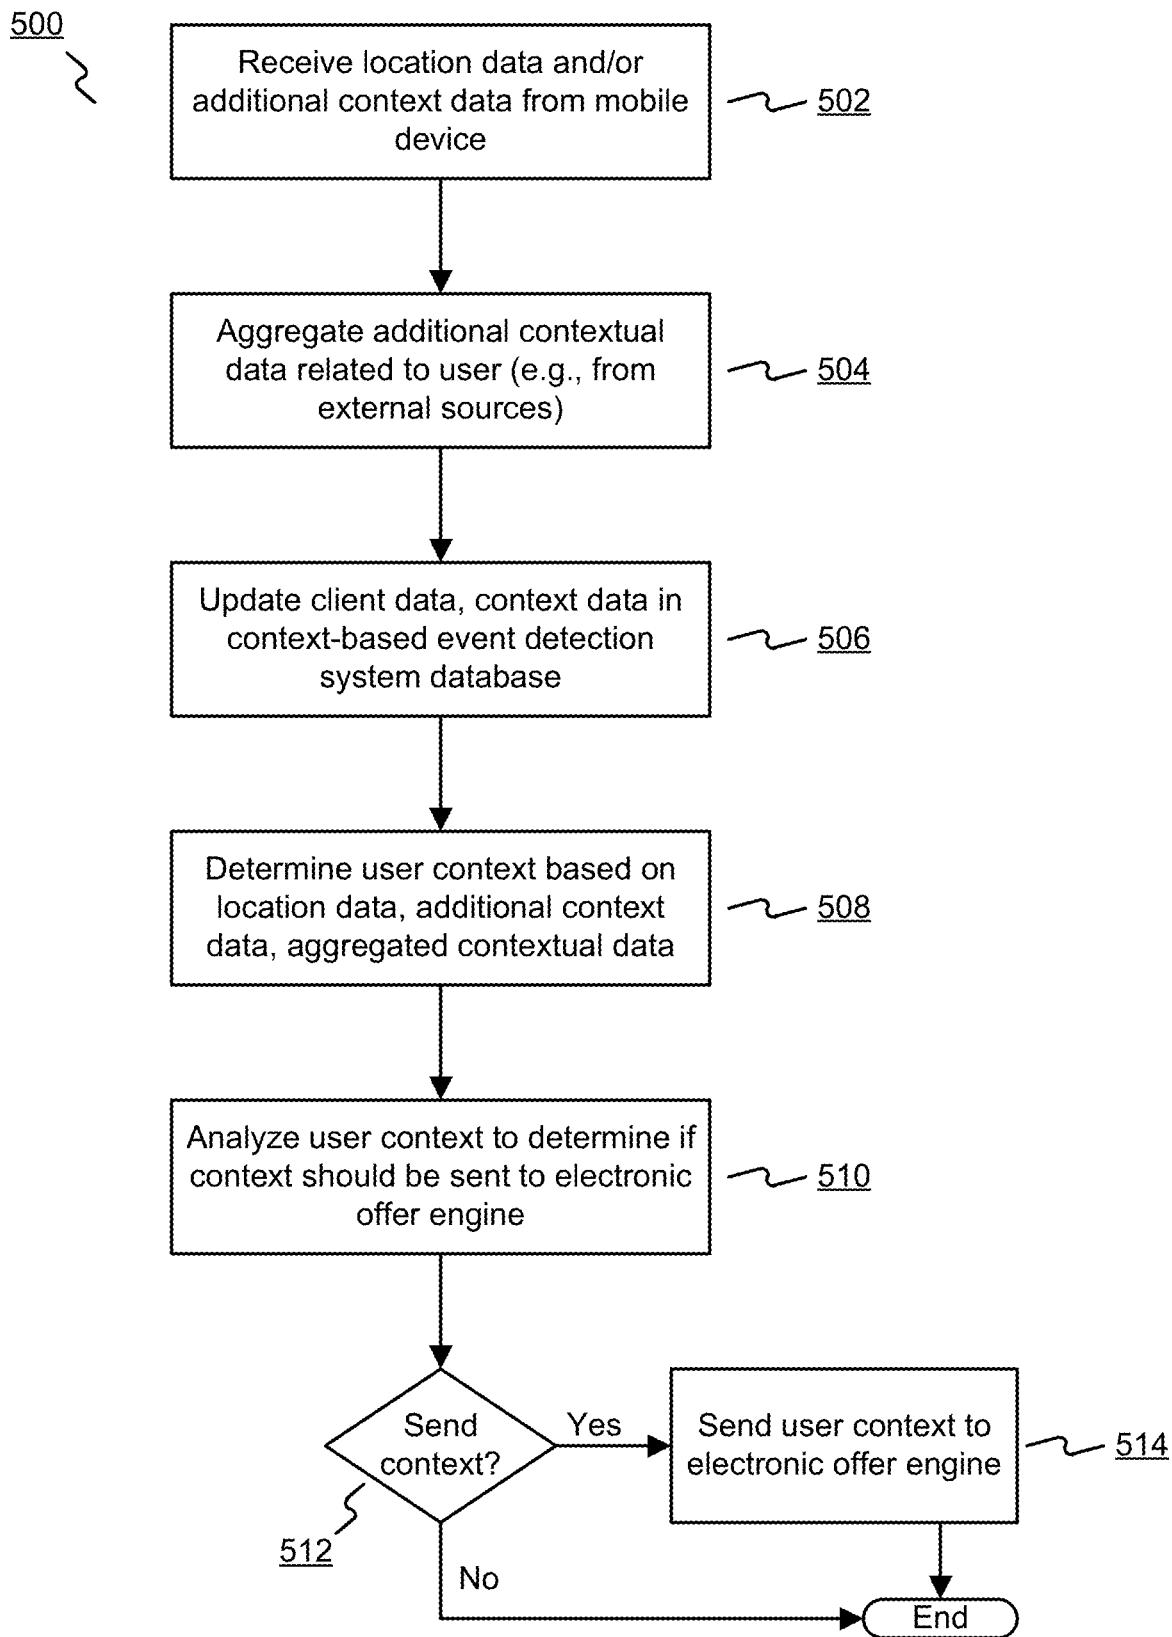 500
Receive location data and/or
additional context data from mobile
device
502
Aggregate additional contextual
data related to user (e.g., from
external sources)
504
Update client data, context data in
context-based event detection
system database
506
Determine user context based on
location data, additional context
data, aggregated contextual data
508
Analyze user context to determine if
context should be sent to electronic
offer engine
510
Send
context?
512
Yes
Send user context to
electronic offer engine
514
No
End